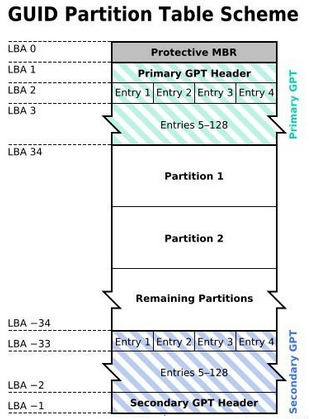 GUID Partition Table Scheme
LBA 0
Protective MBR
LBA 1
Primary GPT Header
LBA 2
Entry 1 Entry 2 Entry 3 Entry 4
LBA 3
Entries 5–128
Primary GPT
LBA 34
Partition 1
Partition 2
Remaining Partitions
LBA −34
Entry 1 Entry 2 Entry 3 Entry 4
LBA −33
Entries 5–128
LBA −2
Secondary GPT Header
LBA −1
econdary GPT